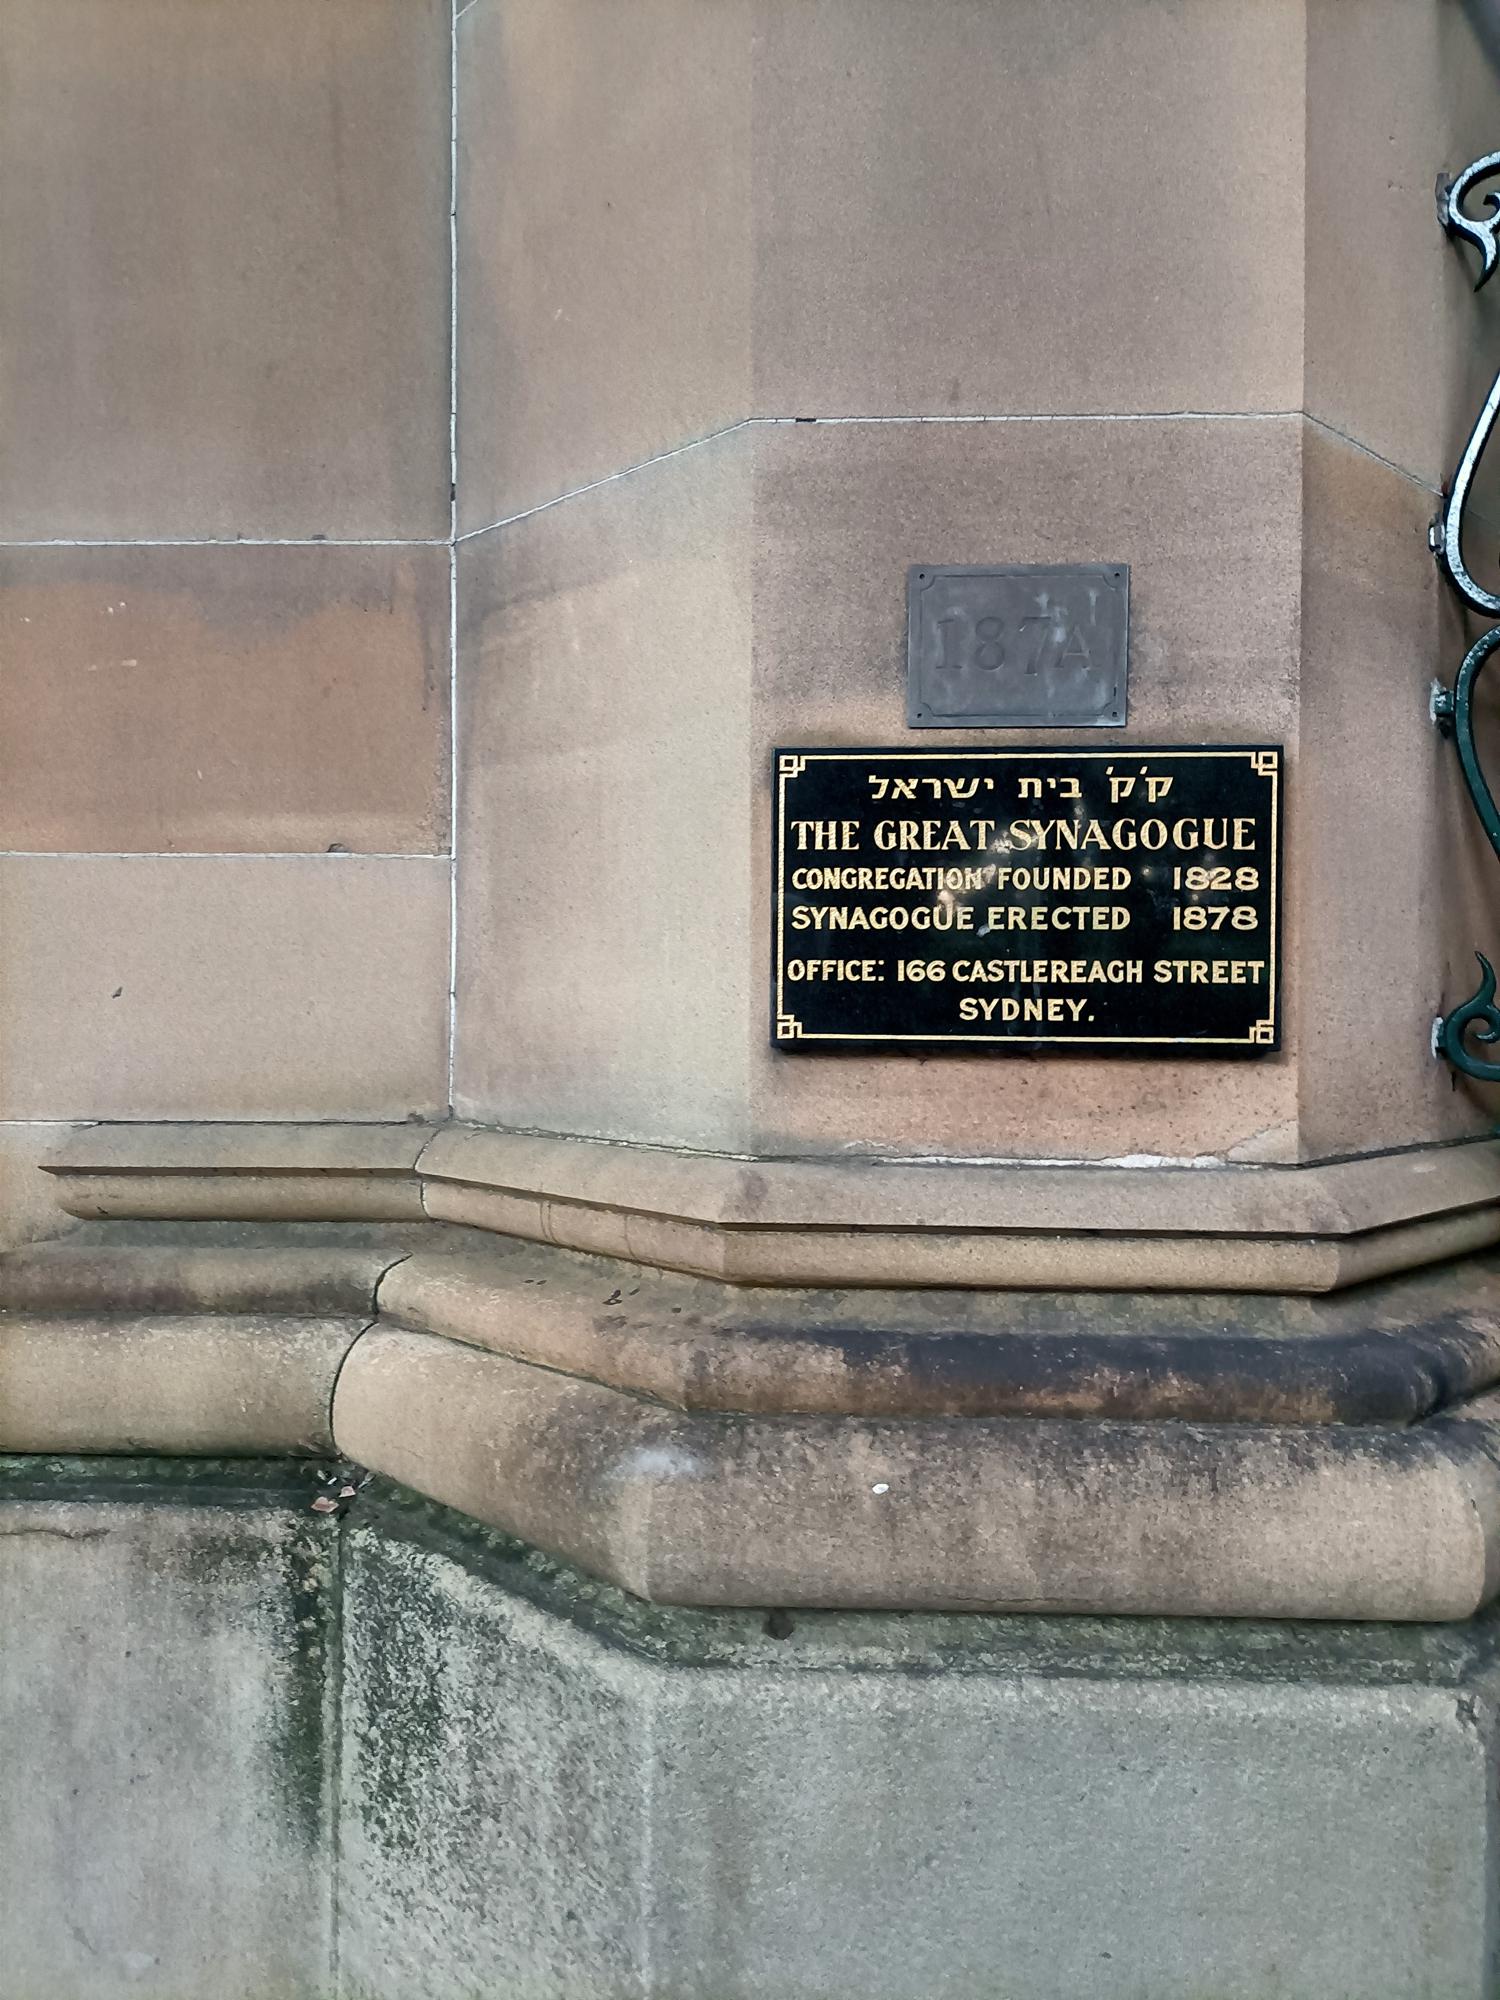 187A
ק'ק' בית ישראל
THE GREAT SYNAGOGUE
CONGREGATION FOUNDED 1828
SYNAGOGUE ERECTED 1878
OFFICE: 166 CASTLEREAGH STREET
SYDNEY.